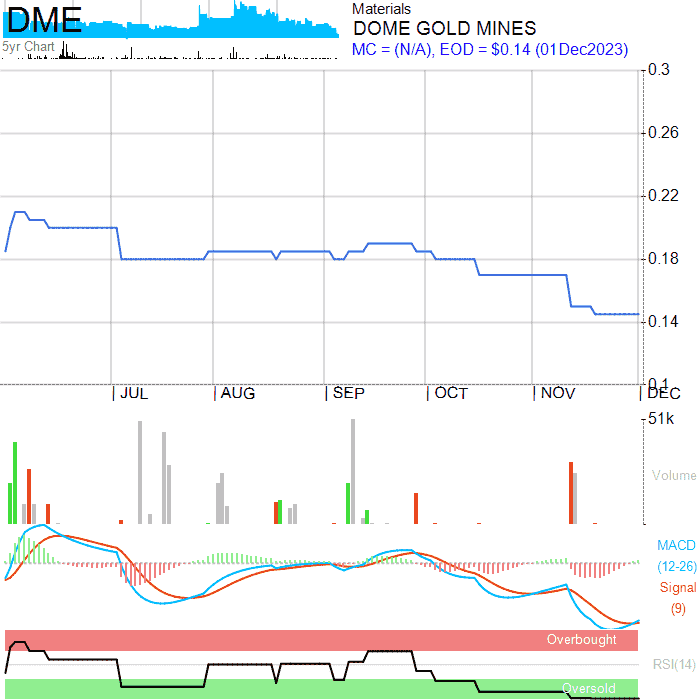 DME
5yr Chart
Materials
DOME GOLD MINES
MC = (N/A), EOD = $0.14 (01Dec2023)
0.3
0.26
0.22
0.18
0.14
0.1
JUL AUG SEP OCT NOV DEC
51k
Volume
MACD
(12-26)
Signal
(9)
Overbought
RSI(14)
Oversold